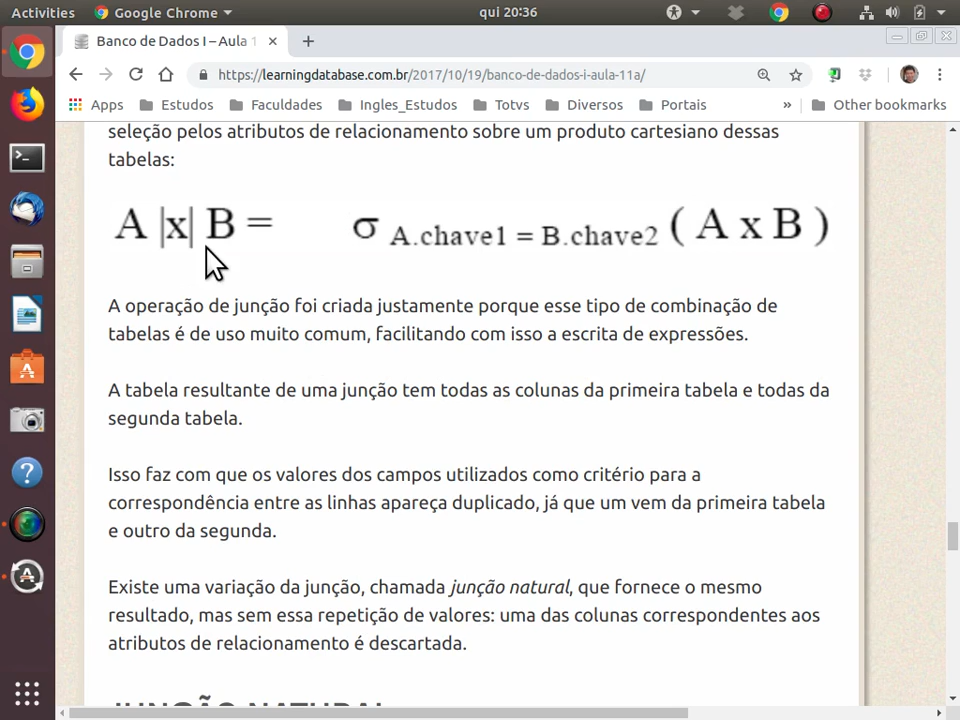 Activities
Google Chrome
qui 20:36
Banco de Dados I – Aula 1
https://learningdatabase.com.br/2017/10/19/banco-de-dados-i-aula-11a/
Apps
Estudos
Faculdades
Ingles_Estudos
Totvs
Diversos
Portais
»
Other bookmarks
seleção pelos atributos de relacionamento sobre um produto cartesiano dessas
tabelas:
A |x| B = σ A.chave1 = B.chave2 ( A x B )
A operação de junção foi criada justamente porque esse tipo de combinação de
tabelas é de uso muito comum, facilitando com isso a escrita de expressões.
A tabela resultante de uma junção tem todas as colunas da primeira tabela e todas da
segunda tabela.
Isso faz com que os valores dos campos utilizados como critério para a
correspondência entre as linhas apareça duplicado, já que um vem da primeira tabela
e outro da segunda.
Existe uma variação da junção, chamada junção natural, que fornece o mesmo
resultado, mas sem essa repetição de valores: uma das colunas correspondentes aos
atributos de relacionamento é descartada.
JUNÇÃO NATURAL